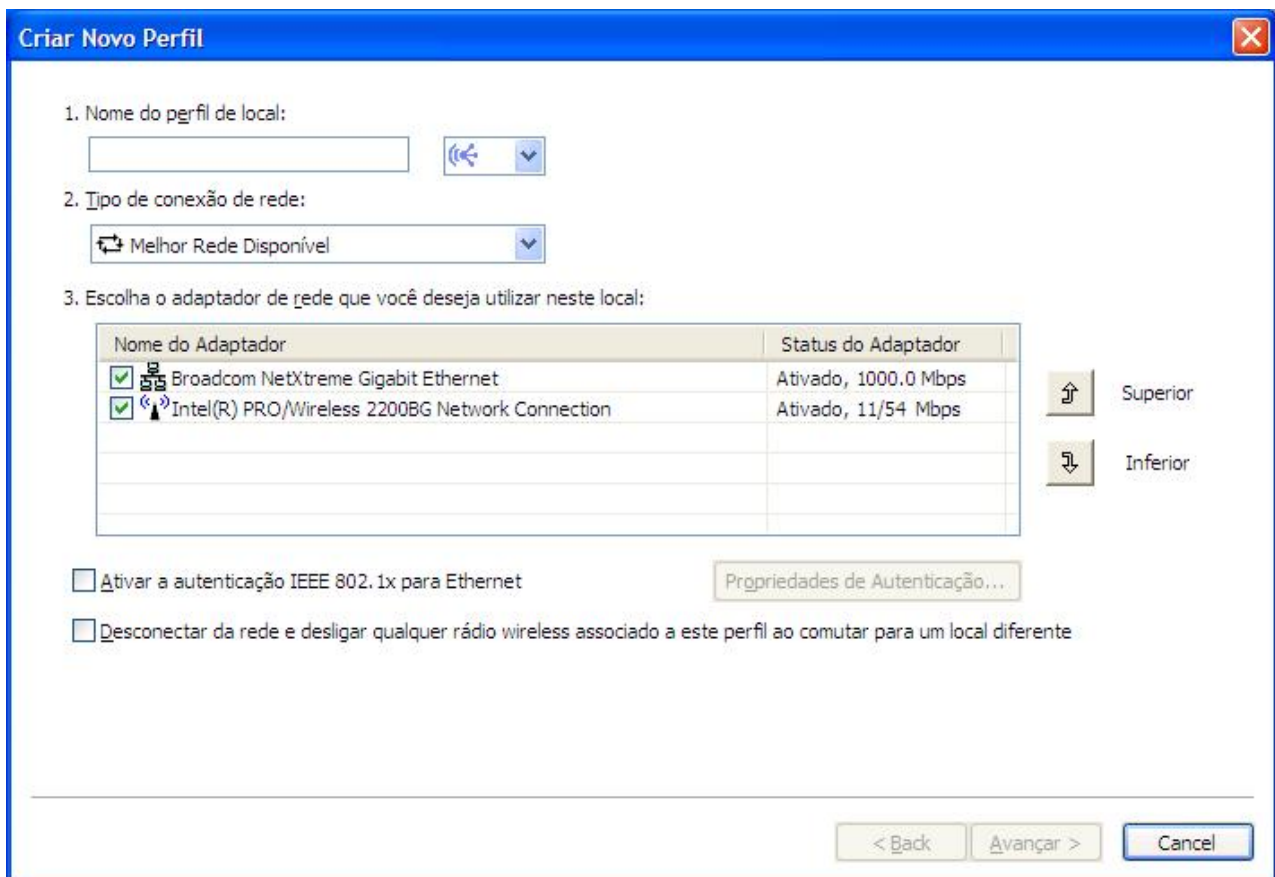 Criar Novo Perfil
1. Nome do perfil de local:
2. Tipo de conexão de rede:
Melhor Rede Disponível
3. Escolha o adaptador de rede que você deseja utilizar neste local:
Nome do Adaptador Status do Adaptador
Broadcom NetXtreme Gigabit Ethernet Ativado, 1000.0 Mbps
Intel(R) PRO/Wireless 2200BG Network Connection Ativado, 11/54 Mbps
Superior
Inferior
Ativar a autenticação IEEE 802.1x para Ethernet Propriedades de Autenticação...
Desconectar da rede e desligar qualquer rádio wireless associado a este perfil ao comutar para um local diferente
< Back Avançar > Cancel